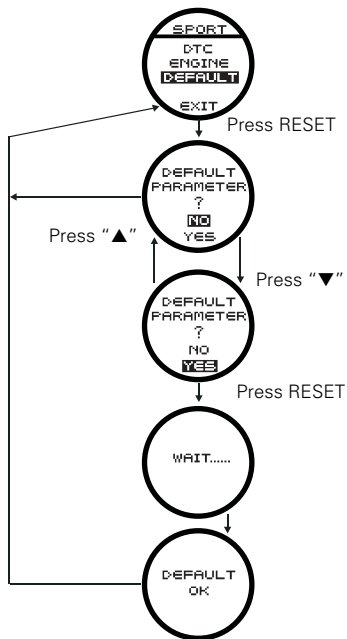 SPORT
DTC
ENGINE
DEFAULT
EXIT
Press RESET
DEFAULT
PARAMETER
?
NO
YES
Press “▲”
Press “▼”
DEFAULT
PARAMETER
?
NO
YES
Press RESET
WAIT......
DEFAULT
OK